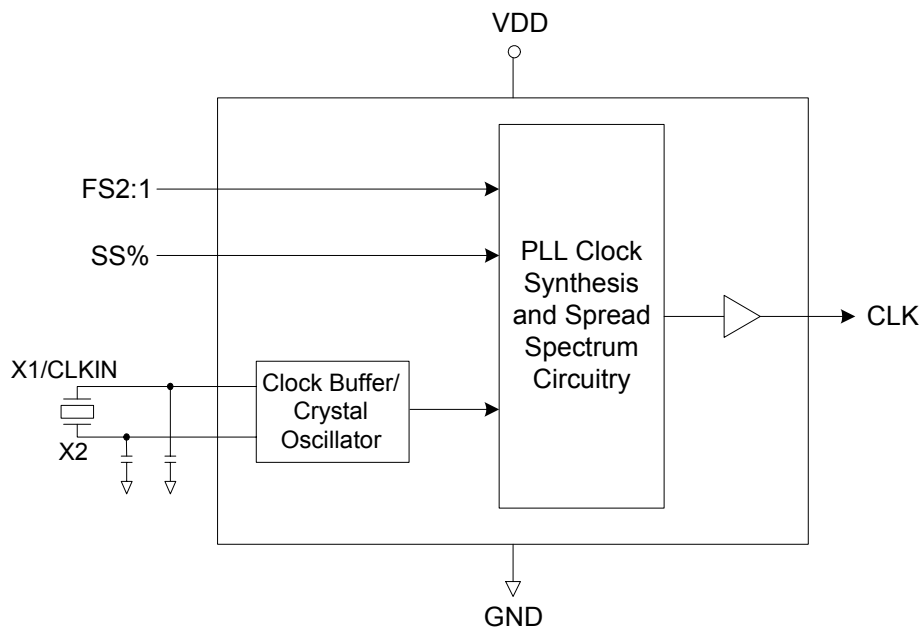 VDD
FS2:1
SS%
PLL Clock
Synthesis
and Spread
Spectrum
Circuitry
CLK
X1/CLKIN
X2
Clock Buffer/
Crystal
Oscillator
GND